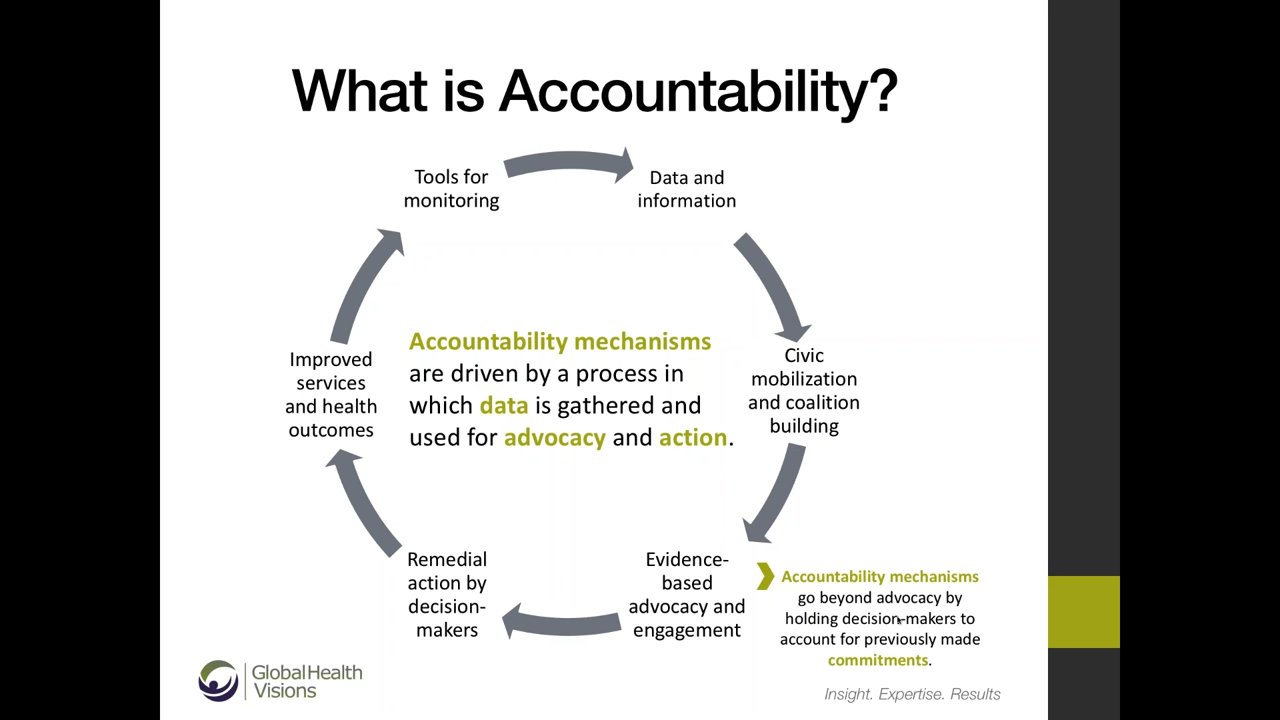 What is Accountability?
Tools for
monitoring
Data and
information
Civic
mobilization
and coalition
building
Evidence-
based
advocacy and
engagement
Accountability mechanisms
go beyond advocacy by
holding decision-makers to
account for previously made
commitments.
Remedial
action by
decision-
makers
Improved
services
and health
outcomes
Accountability mechanisms
are driven by a process in
which data is gathered and
used for advocacy and action.
GlobalHealth
Visions
Insight. Expertise. Results